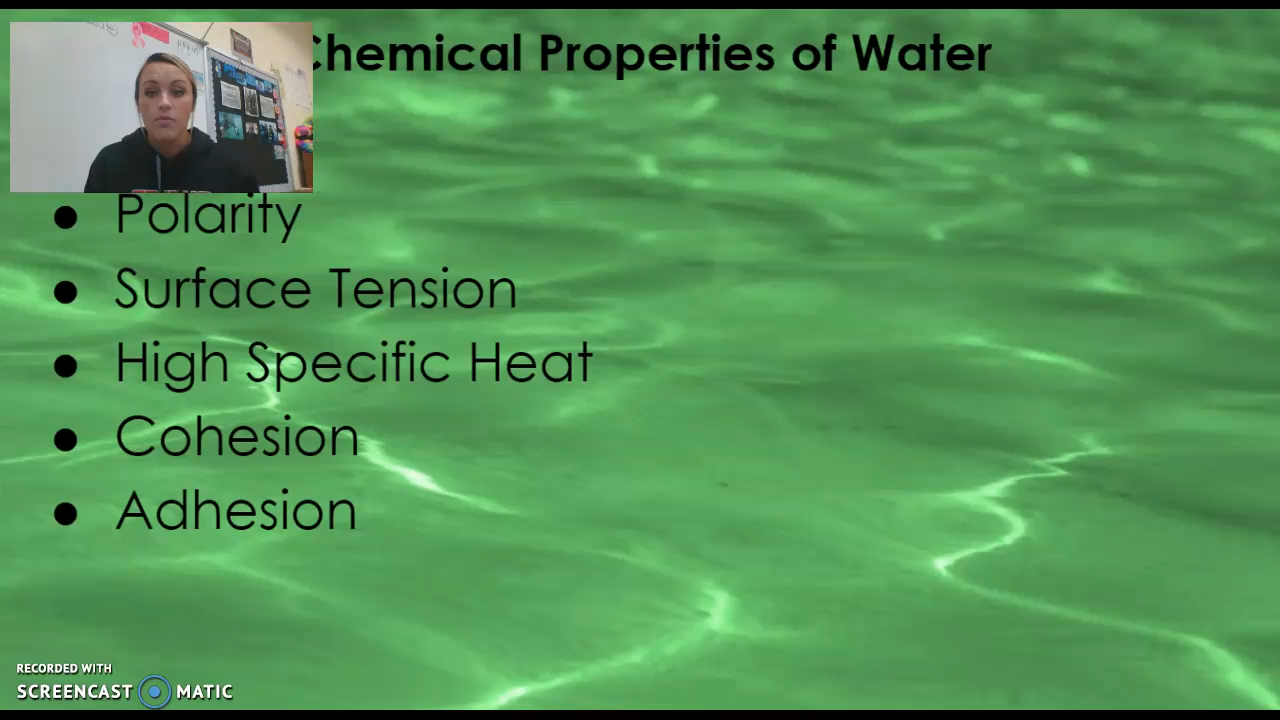 Chemical Properties of Water
● Polarity
● Surface Tension
● High Specific Heat
● Cohesion
● Adhesion
RECORDED WITH
SCREENCAST MATIC